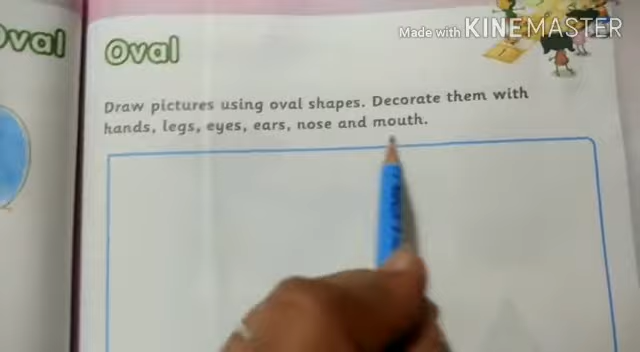 oval
Oval
Made with KINEMASTER
Draw pictures using oval shapes. Decorate them with
hands, legs, eyes, ears, nose and mouth.